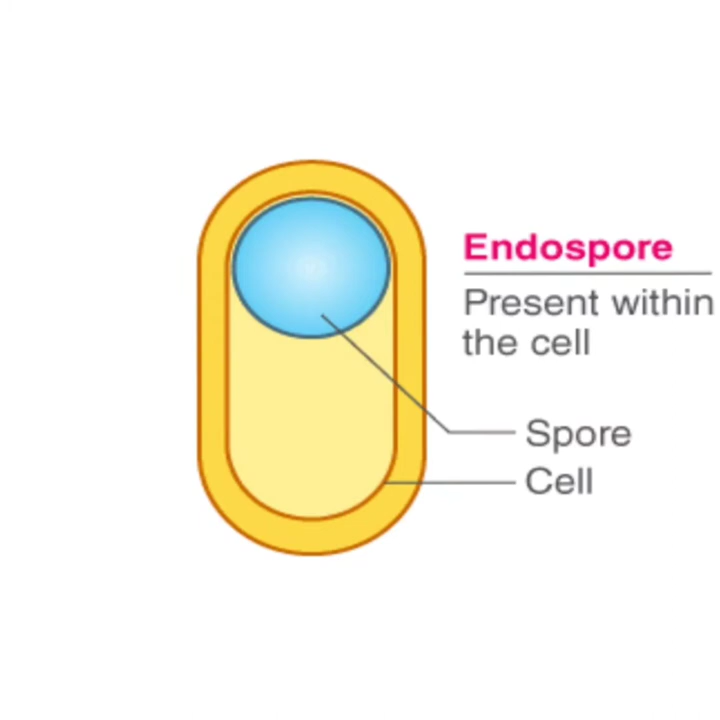 Endospore
Present within
the cell
Spore
Cell